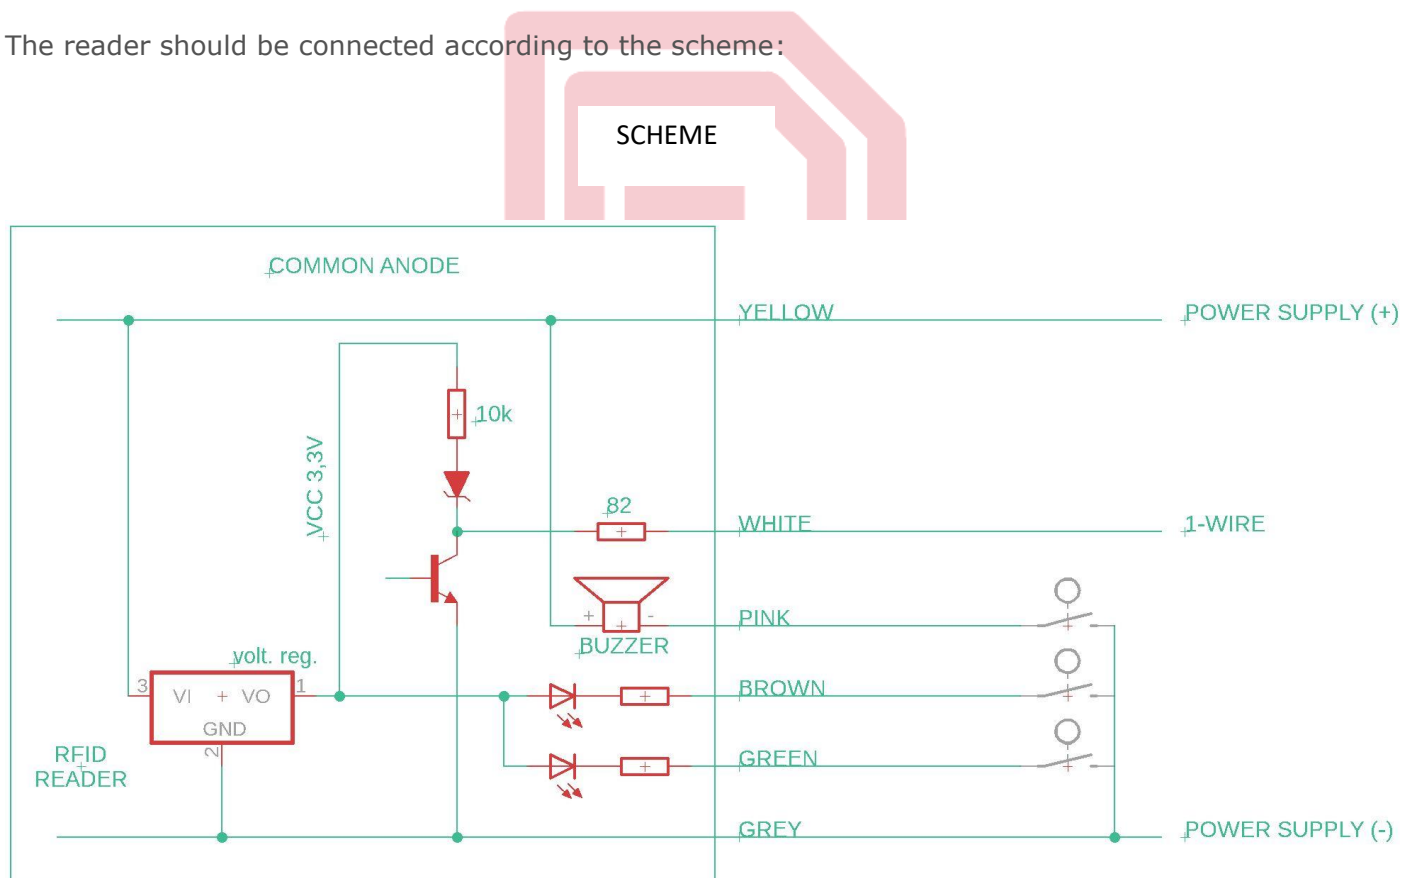 The reader should be connected according to the scheme:
SCHEME
COMMON ANODE
YELLOW
POWER SUPPLY (+)
10k
VCC 3,3V
82
WHITE
1-WIRE
+ -
PINK
BUZZER
volt. reg.
3 VI VO 1
BROWN
GND
2
RFID
READER
GREEN
GREY
POWER SUPPLY (-)